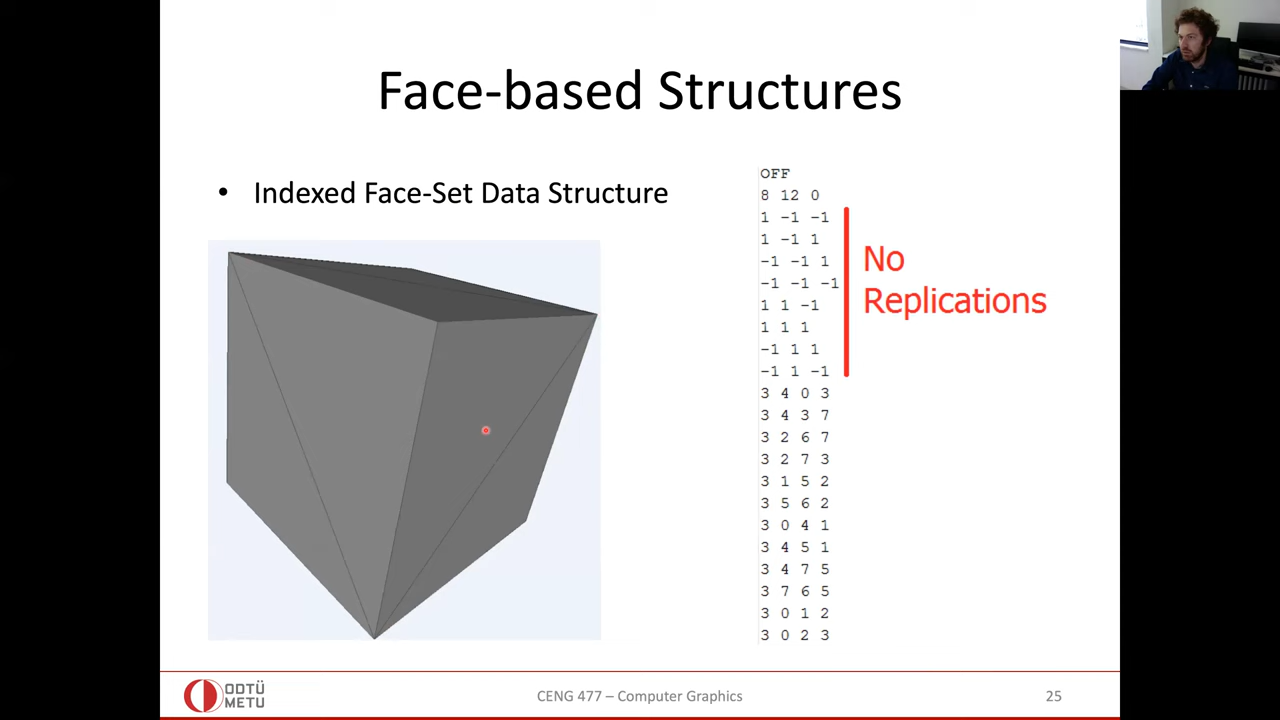 Face-based Structures
• Indexed Face-Set Data Structure
OFF
8 12 0
1 -1 -1
1 -1 1
-1 -1 1
-1 -1 -1
1 1 -1
1 1 1
-1 1 1
-1 1 -1
3 4 0 3
3 4 3 7
3 2 6 7
3 2 7 3
3 1 5 2
3 5 6 2
3 0 4 1
3 4 5 1
3 4 7 5
3 7 6 5
3 0 1 2
3 0 2 3
No
Replications
ODTÜ
METU
CENG 477 – Computer Graphics
25